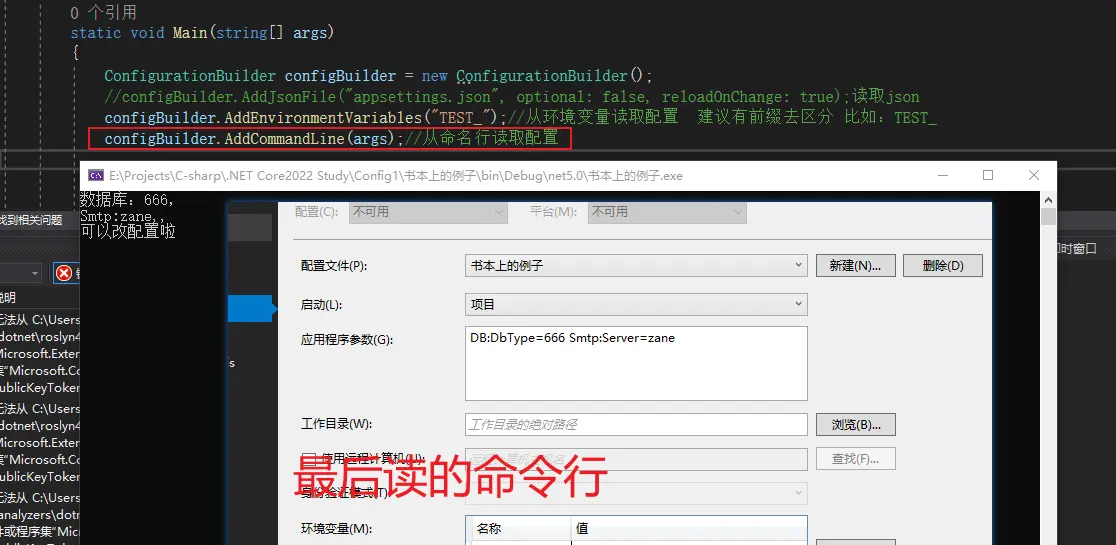 0 个引用
static void Main(string[] args)
{
ConfigurationBuilder configBuilder = new ConfigurationBuilder();
//configBuilder.AddJsonFile("appsettings.json", optional: false, reloadOnChange: true);读取json
configBuilder.AddEnvironmentVariables("TEST_");//从环境变量读取配置 建议有前缀去区分 比如: TEST_
configBuilder.AddCommandLine(args);//从命名行读取配置
E:\Projects\C-sharp\.NET Core2022 Study\Config1\书本上的例子\bin\Debug\net5.0\书本上的例子.exe
数据库: 666,
Smtp:zane,,
可以改配置啦
配置(C): 不可用 平台(M): 不可用
找到相关问题
配置文件(P): 书本上的例子 新建(N)... 删除(D)
即时窗口
说明
启动(L): 项目
无法从 C:\Users
dotnet\roslyn4
Microsoft.Exter
应用程序参数(G): DB:DbType=666 Smtp:Server=zane
集"Microsoft.Co
ublicKeyToken
无法从 C:\Users
dotnet\roslyn4
Microsoft.Exter
工作目录(W): 工作目录的绝对路径 浏览(B)...
集"Microsoft.Co
ublicKeyToken
使用远程计算机(U): 查找(F)...
最后读的命令行
身份验证模式(T)
无法从 C:\Users
analyzers\dotn
件或程序集"Mic
环境变量(M): 名称 值